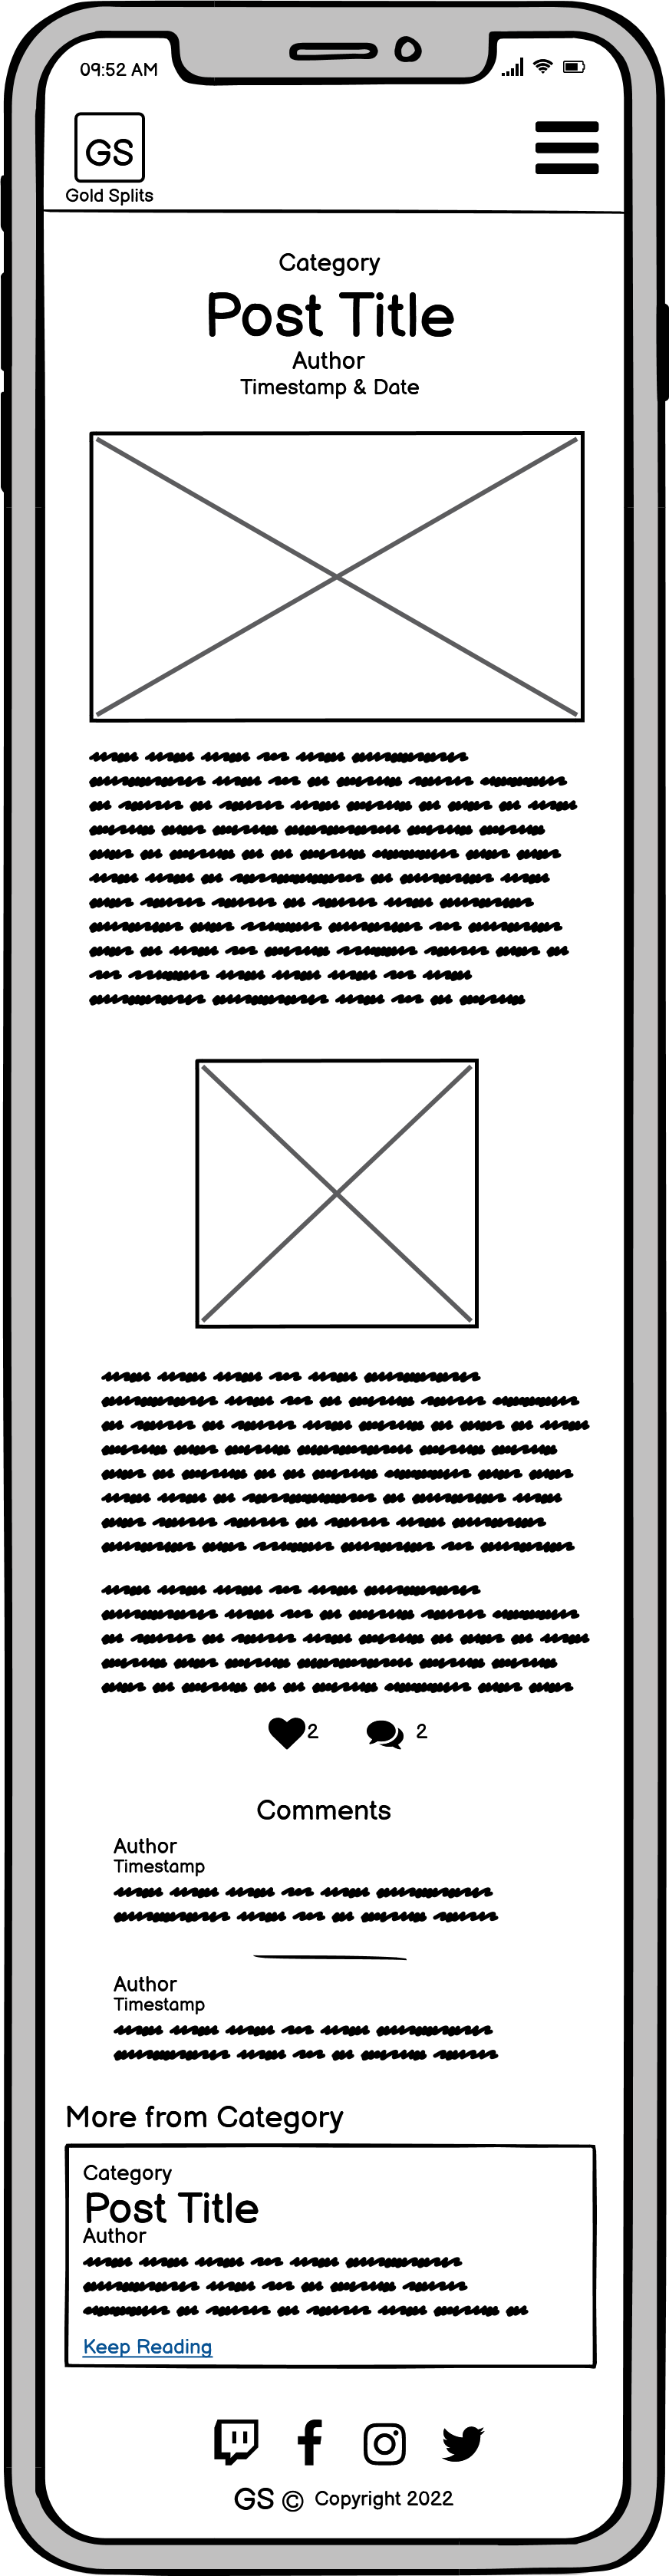 09:52 AM
GS
Gold Splits
Category
Post Title
Author
Timestamp & Date
2 2
Comments
Author
Timestamp
Author
Timestamp
More from Category
Category
Post Title
Author
Keep Reading
GS © Copyright 2022